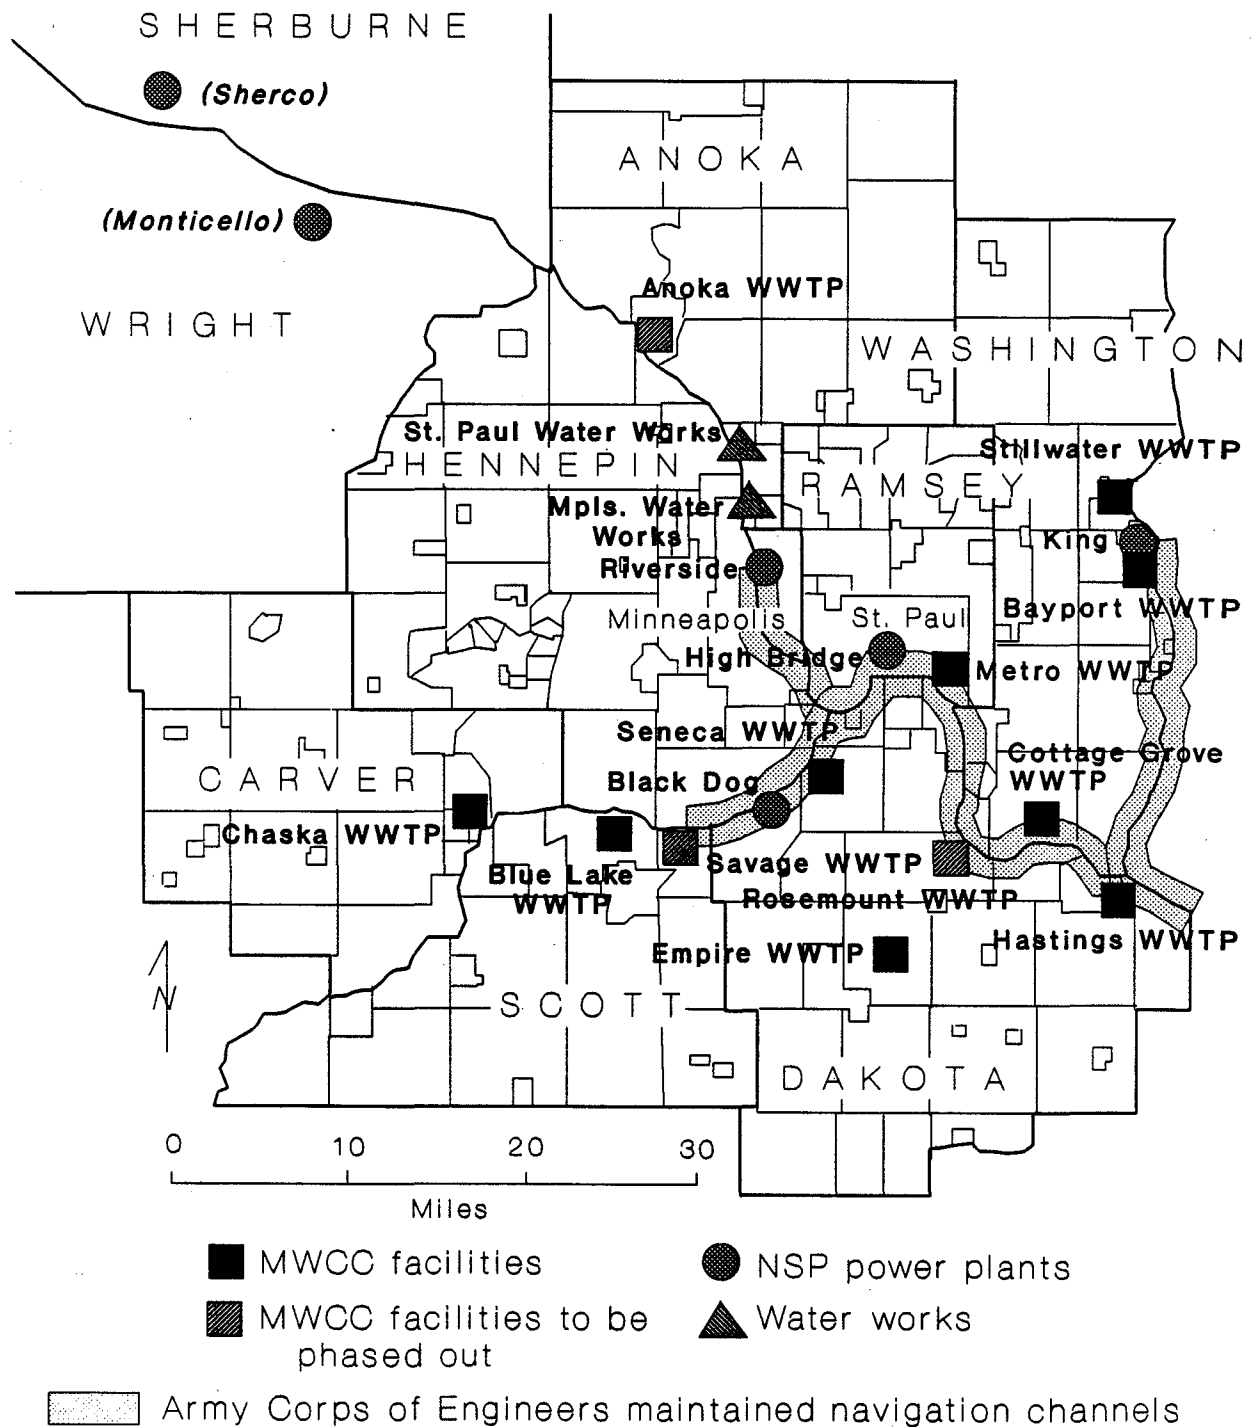 SHERBURNE
(Sherco)
ANOKA
(Monticello)
Anoka WWTP
WRIGHT
WASHINGTON
St. Paul Water Works
Stillwater WWTP
HENNEPIN
RAMSEY
Mpls. Water
Works
King
Riverside
Bayport WWTP
Minneapolis
St. Paul
High Bridge
Metro WWTP
Seneca WWTP
Cottage Grove
WWTP
CARVER
Black Dog
Chaska WWTP
Savage WWTP
Blue Lake
WWTP
Rosemount WWTP
Hastings WWTP
Empire WWTP
N
SCOTT
DAKOTA
0 10 20 30
Miles
MWCC facilities
NSP power plants
MWCC facilities to be
phased out
Water works
Army Corps of Engineers maintained navigation channels